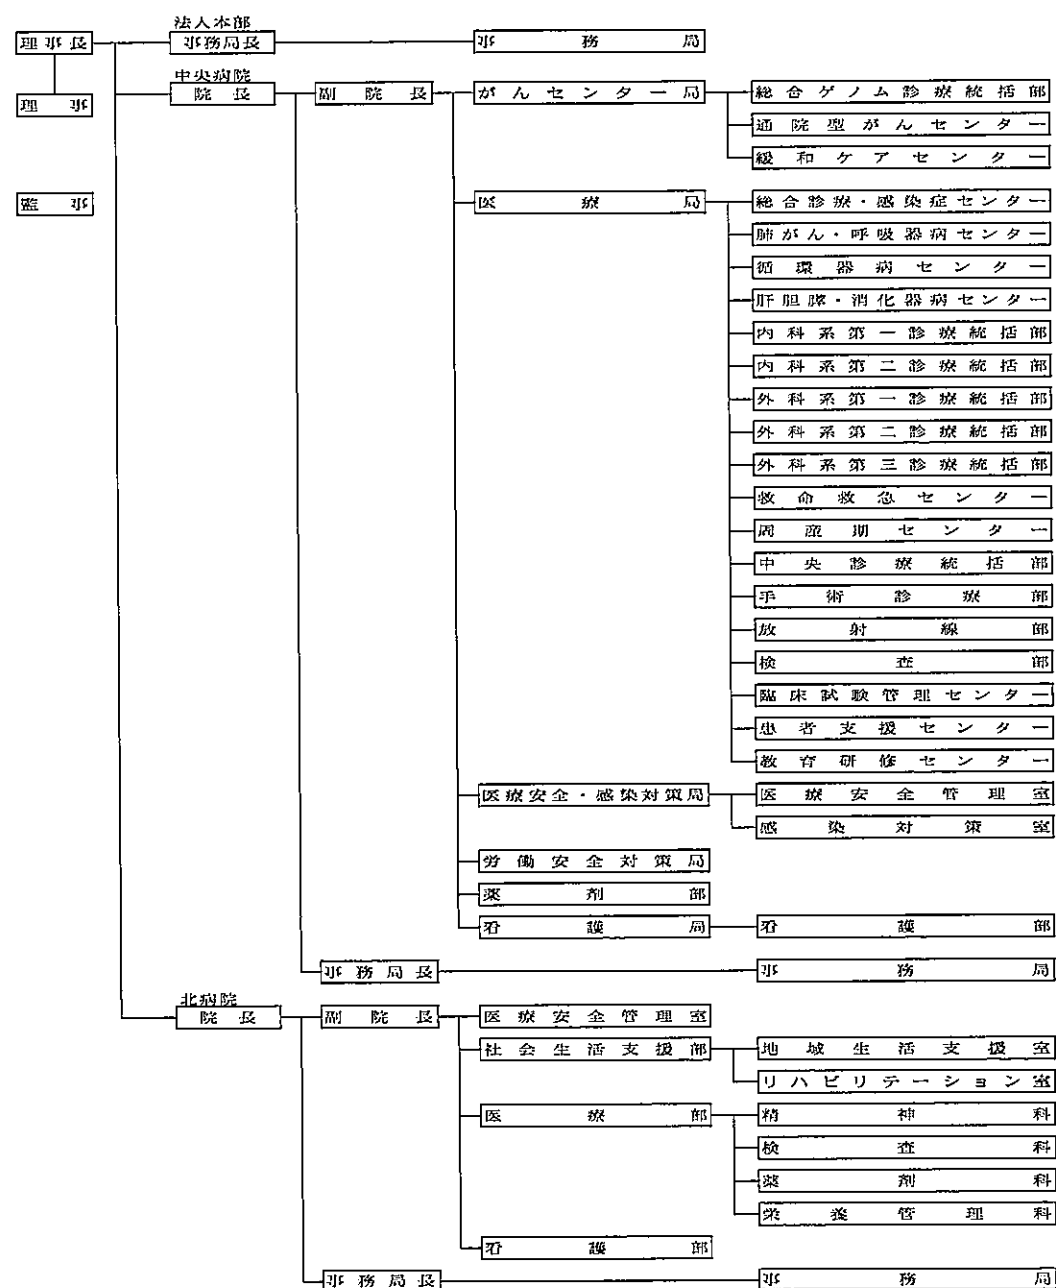 法人本部
理事長 事務局長 事務局
中央病院
院長 副院長 がんセンター局 総合ゲノム診療統括部
理事
通院型がんセンター
緩和ケアセンター
監事 医療局 総合診療・感染症センター
肺がん・呼吸器病センター
循環器病センター
肝胆膵・消化器病センター
内科系第一診療統括部
内科系第二診療統括部
外科系第一診療統括部
外科系第二診療統括部
外科系第三診療統括部
救命救急センター
周産期センター
中央診療統括部
手術診療部
放射線部
検査部
臨床試験管理センター
患者支援センター
教育研修センター
医療安全・感染対策局 医療安全管理室
感染対策室
労働安全対策局
薬剤部
看護局 看護部
事務局長 事務局
北病院
院長 副院長 医療安全管理室
社会生活支援部 地域生活支援室
リハビリテーション室
医療部 精神科
検査科
薬剤科
栄養管理科
看護部
事務局長 事務局